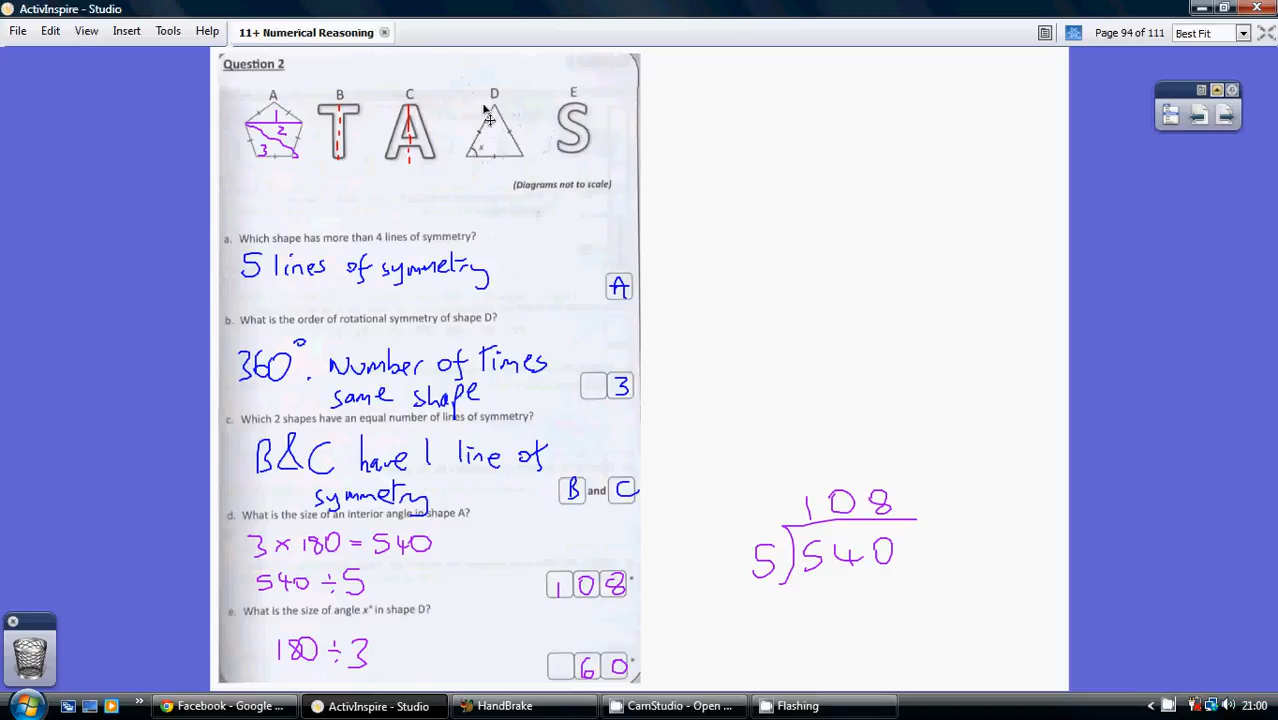 ActivInspire - Studio
File Edit View Insert Tools Help 11+ Numerical Reasoning Page 94 of 111 Best Fit
Question 2
A B C D E
1
2
3
T A x S
(Diagrams not to scale)
a. Which shape has more than 4 lines of symmetry?
5 lines of symmetry
A
b. What is the order of rotational symmetry of shape D?
360°. Number of times
same shape
3
c. Which 2 shapes have an equal number of lines of symmetry?
B&C have 1 line of
symmetry
B and C
d. What is the size of an interior angle in shape A?
3 × 180 = 540
540 ÷ 5
108°
e. What is the size of angle x° in shape D?
180 ÷ 3
60°
108
5)540
Facebook - Google ... ActivInspire - Studio HandBrake CamStudio - Open ... Flashing 21:00